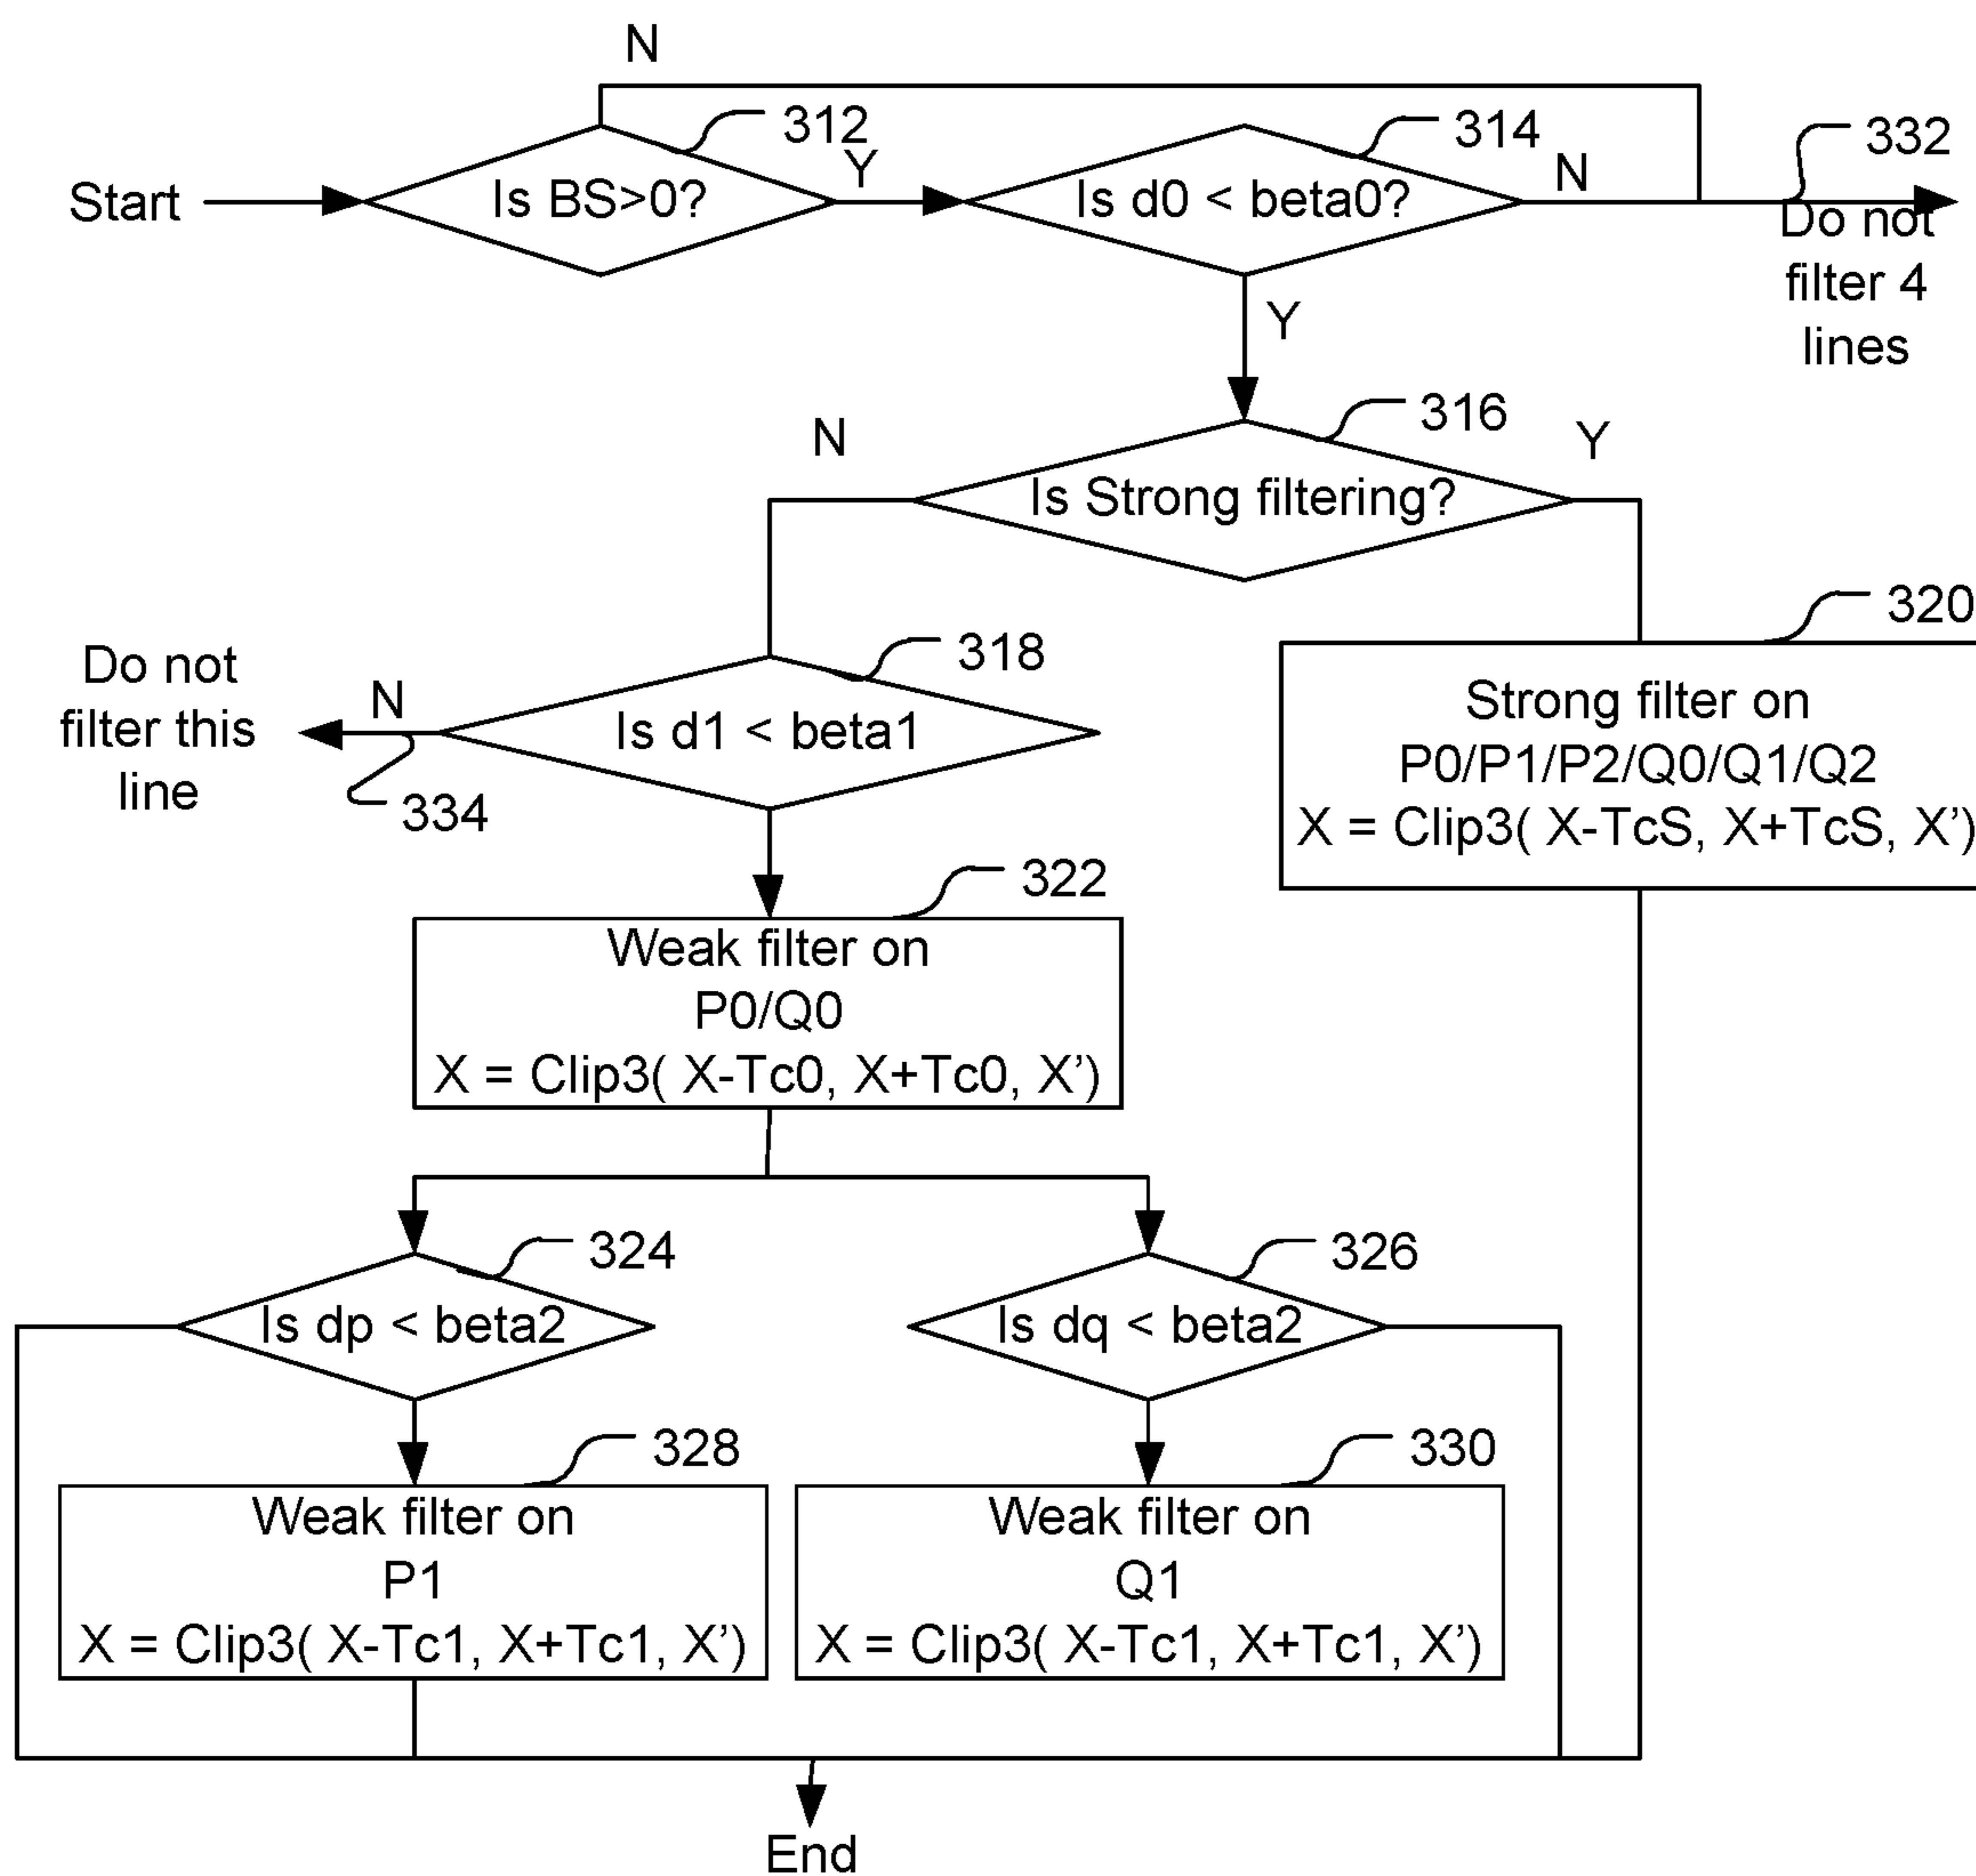 N
312
Y
314
N
332
Start
Is BS>0?
Is d0 < beta0?
Do not
filter 4
lines
Y
316
N
Y
Is Strong filtering?
320
Do not
filter this
line
N
318
Is d1 < beta1
334
Strong filter on
P0/P1/P2/Q0/Q1/Q2
X = Clip3( X-TcS, X+TcS, X’)
322
Weak filter on
P0/Q0
X = Clip3( X-Tc0, X+Tc0, X’)
324
326
Is dp < beta2
Is dq < beta2
328
330
Weak filter on
P1
X = Clip3( X-Tc1, X+Tc1, X’)
Weak filter on
Q1
X = Clip3( X-Tc1, X+Tc1, X’)
End